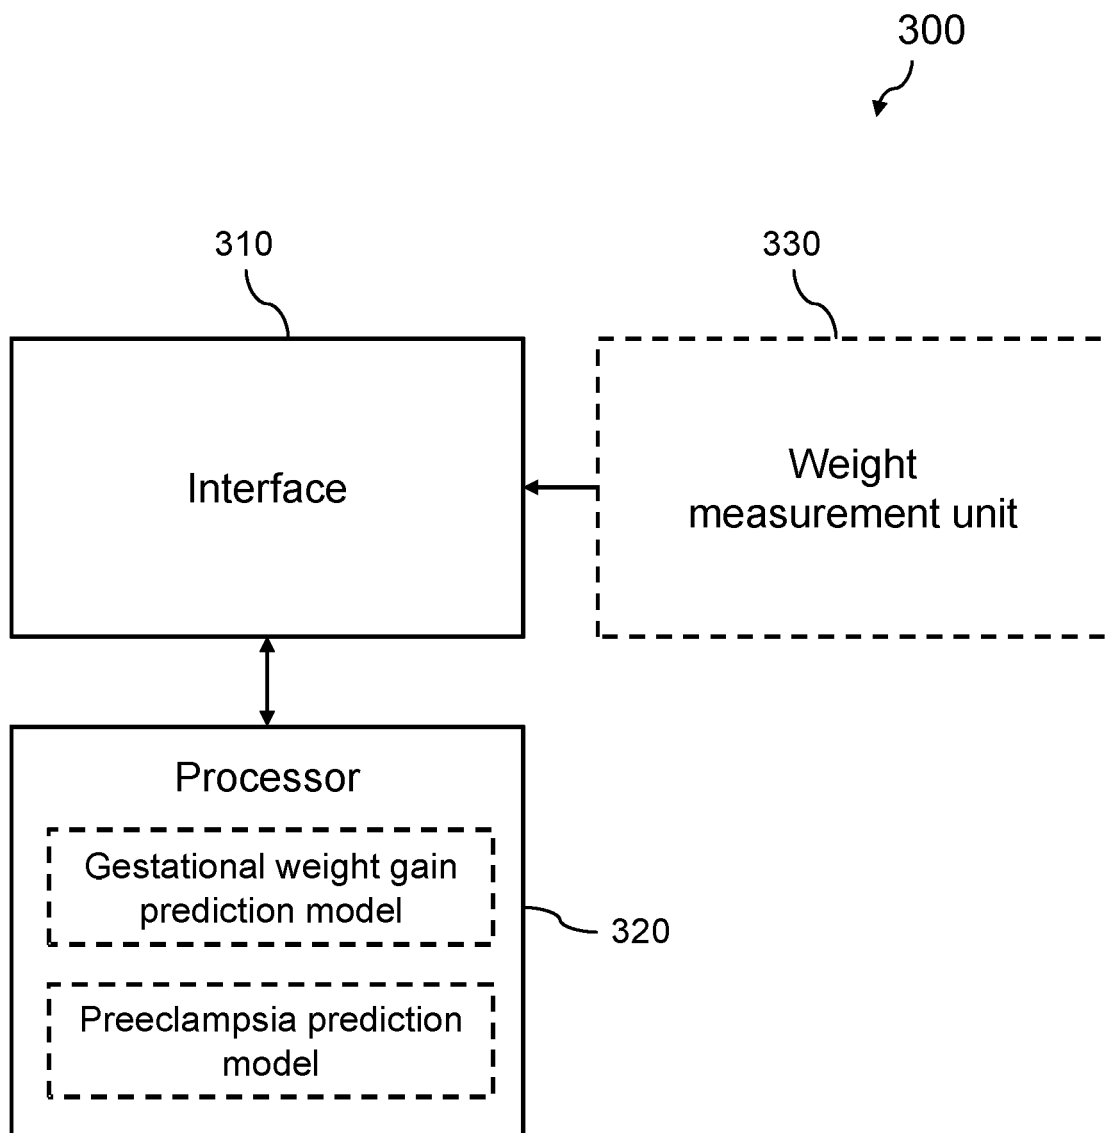 300
310
330
Interface
Weight
measurement unit
Processor
Gestational weight gain
prediction model
320
Preeclampsia prediction
model